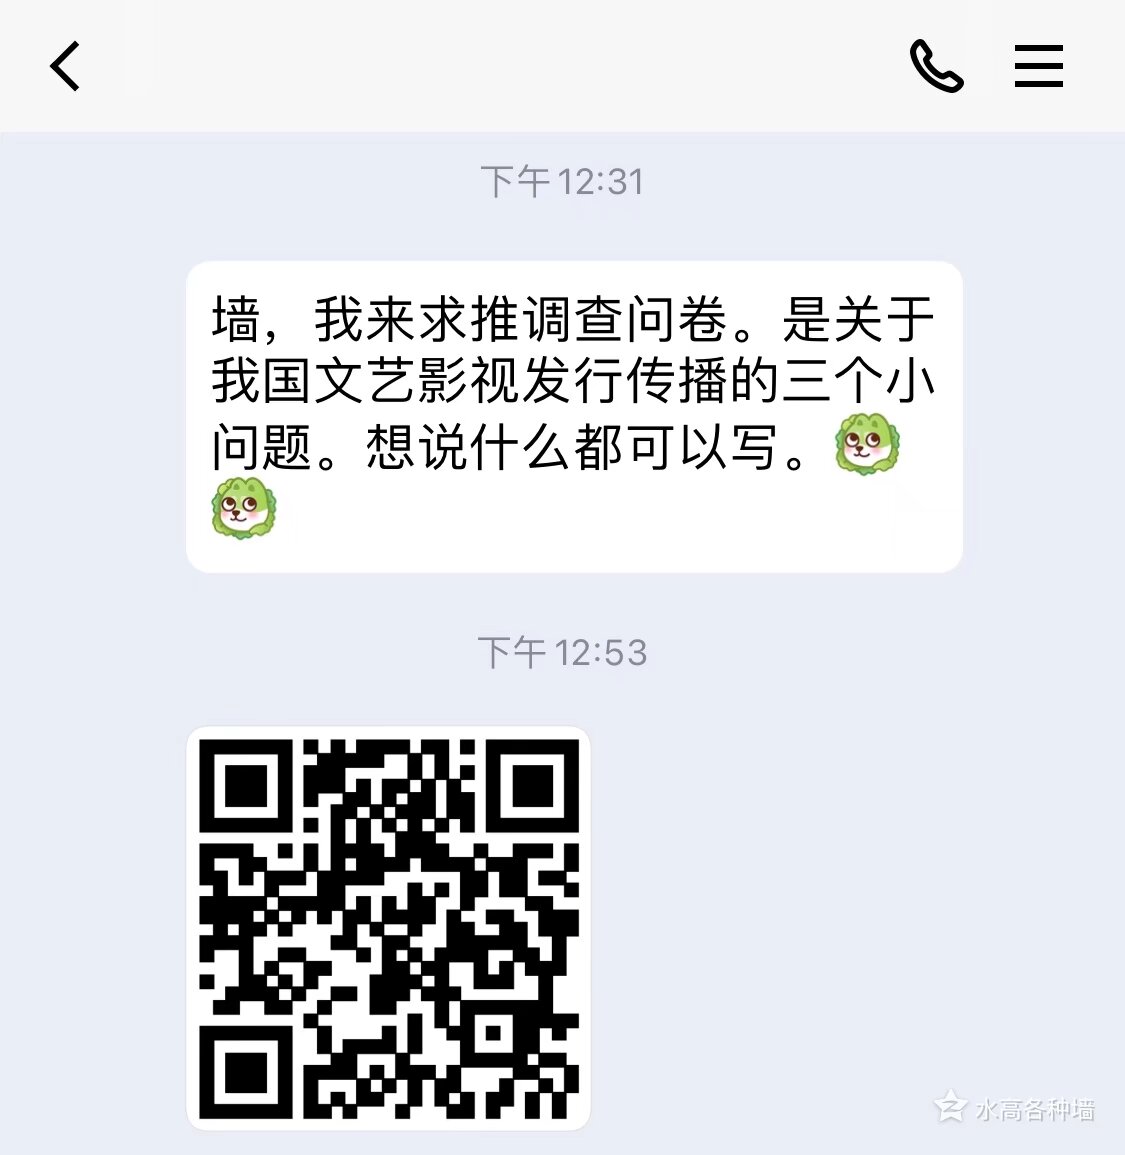 下午12:31
墙，我来求推调查问卷。是关于
我国文艺影视发行传播的三个小
问题。想说什么都可以写。
下午12:53
水高各种墙